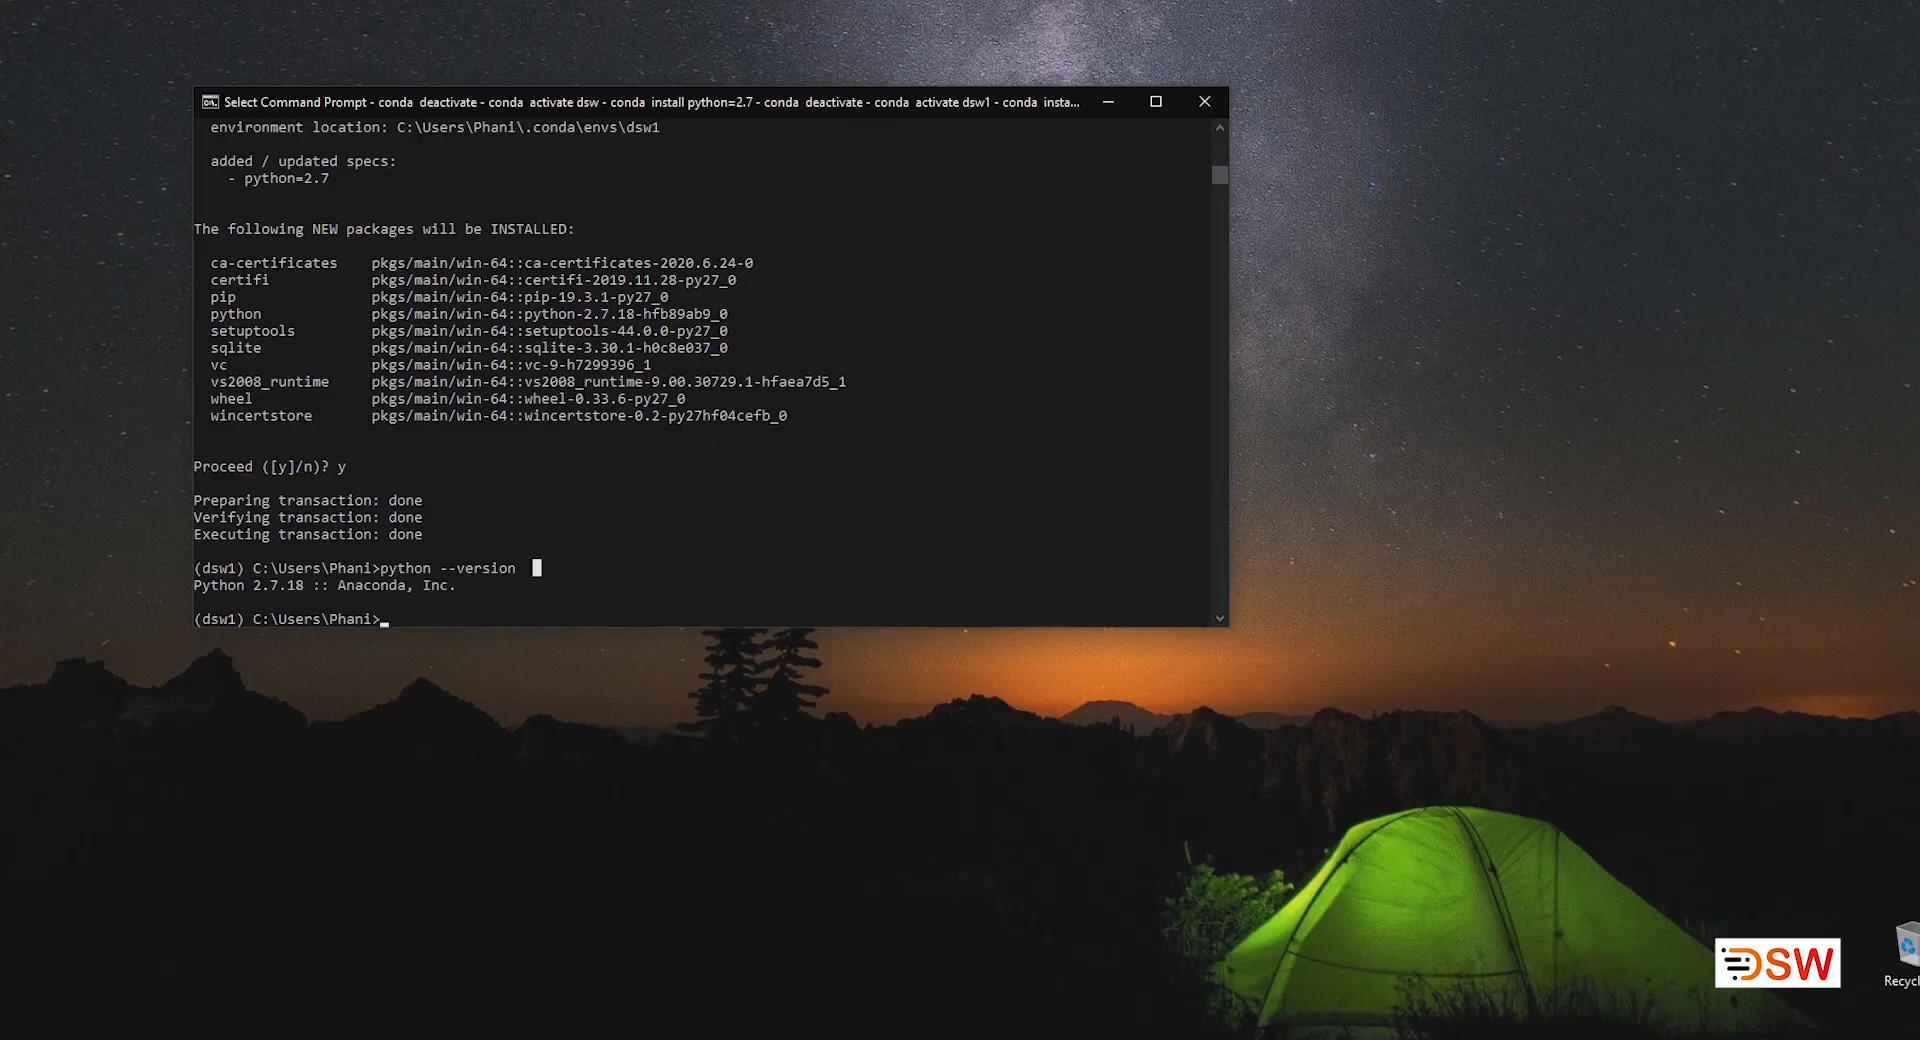 Select Command Prompt - conda  deactivate - conda  activate dsw - conda  install python=2.7 - conda  deactivate - conda  activate dsw1 - conda  insta...
environment location: C:\Users\Phani\.conda\envs\dsw1
added / updated specs:
- python=2.7
The following NEW packages will be INSTALLED:
ca-certificates    pkgs/main/win-64::ca-certificates-2020.6.24-0
certifi            pkgs/main/win-64::certifi-2019.11.28-py27_0
pip                pkgs/main/win-64::pip-19.3.1-py27_0
python             pkgs/main/win-64::python-2.7.18-hfb89ab9_0
setuptools         pkgs/main/win-64::setuptools-44.0.0-py27_0
sqlite             pkgs/main/win-64::sqlite-3.30.1-h0c8e037_0
vc                 pkgs/main/win-64::vc-9-h7299396_1
vs2008_runtime     pkgs/main/win-64::vs2008_runtime-9.00.30729.1-hfaea7d5_1
wheel              pkgs/main/win-64::wheel-0.33.6-py27_0
wincertstore       pkgs/main/win-64::wincertstore-0.2-py27hf04cefb_0
Proceed ([y]/n)? y
Preparing transaction: done
Verifying transaction: done
Executing transaction: done
(dsw1) C:\Users\Phani>python --version
Python 2.7.18 :: Anaconda, Inc.
(dsw1) C:\Users\Phani>
DSW
Recycl